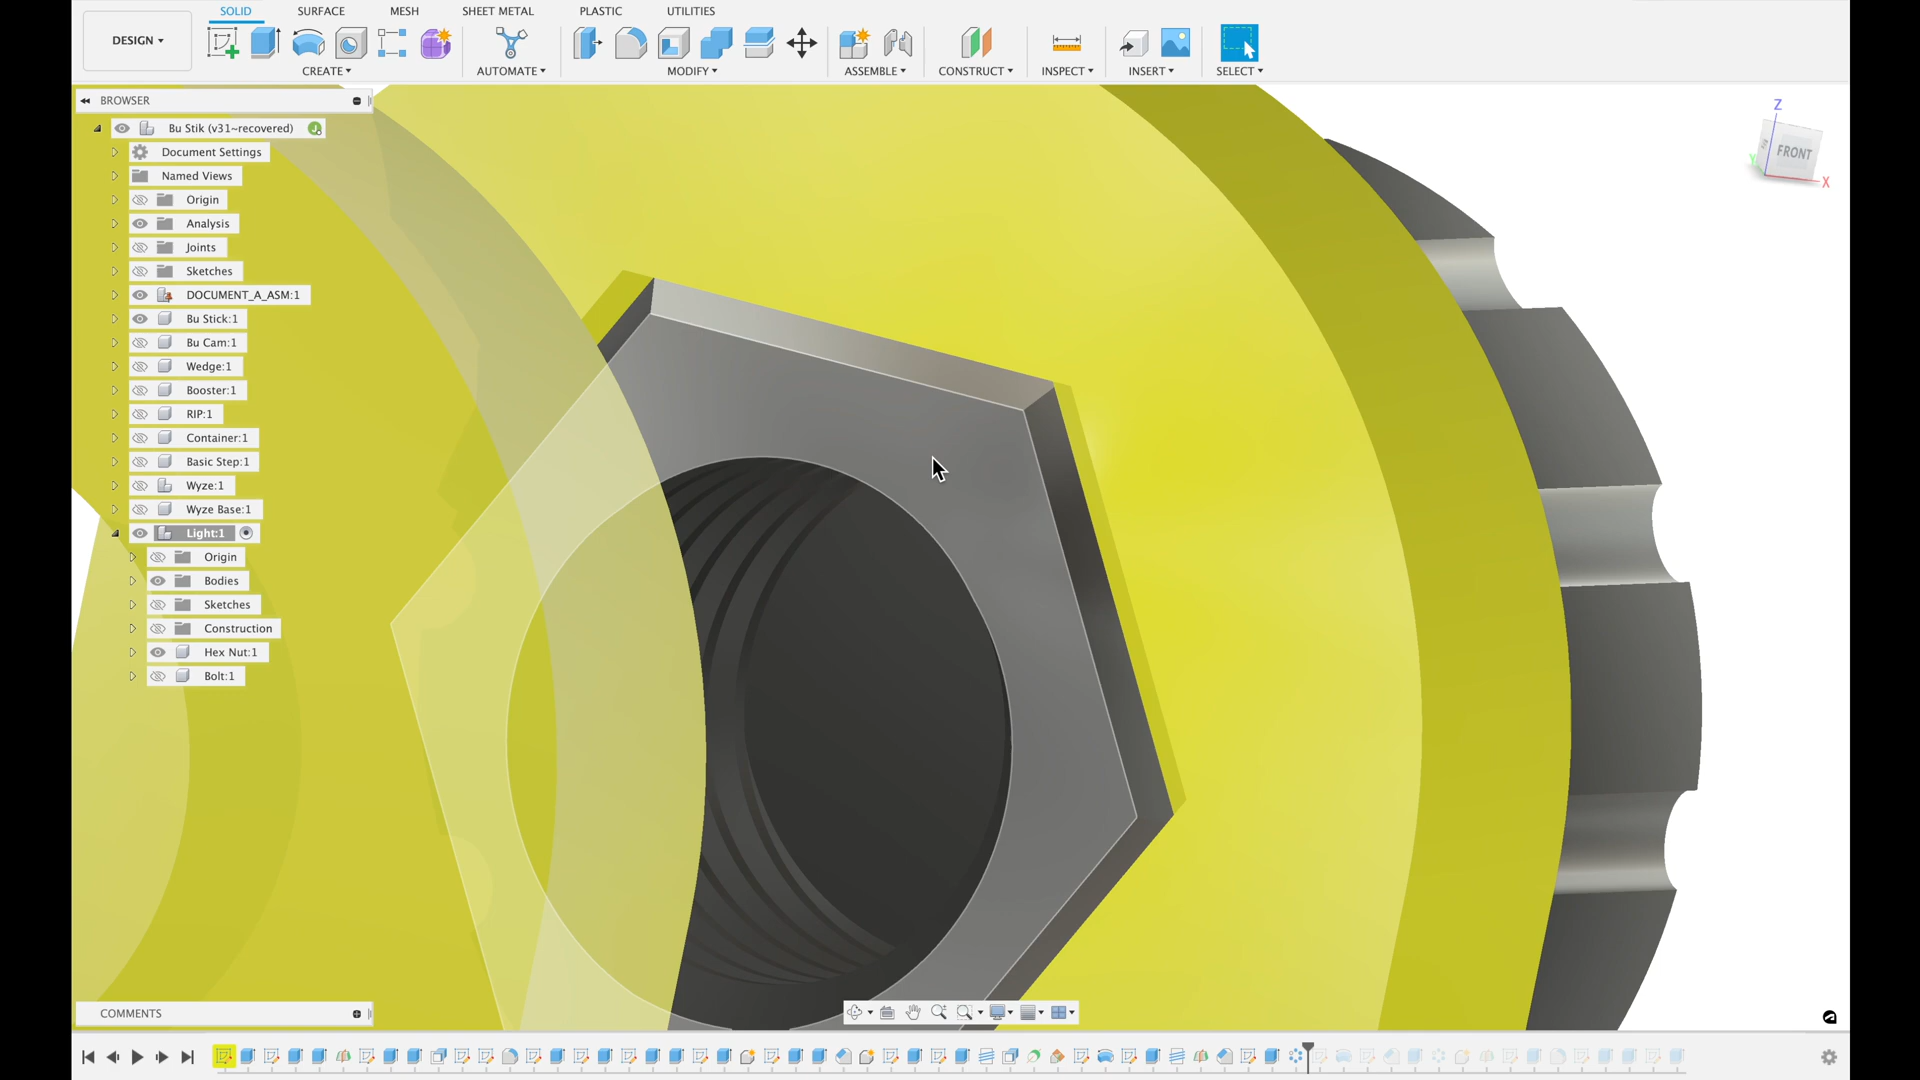 SOLID SURFACE MESH SHEET METAL PLASTIC UTILITIES
DESIGN
CREATE AUTOMATE MODIFY ASSEMBLE CONSTRUCT INSPECT INSERT SELECT
BROWSER
Bu Stik (v31~recovered)
Document Settings
Named Views
Origin
Analysis
Joints
Sketches
DOCUMENT_A_ASM:1
Bu Stick:1
Bu Cam:1
Wedge:1
Booster:1
RIP:1
Container:1
Basic Step:1
Wyze:1
Wyze Base:1
Light:1
Origin
Bodies
Sketches
Construction
Hex Nut:1
Bolt:1
Z
FRONT
Y
X
COMMENTS